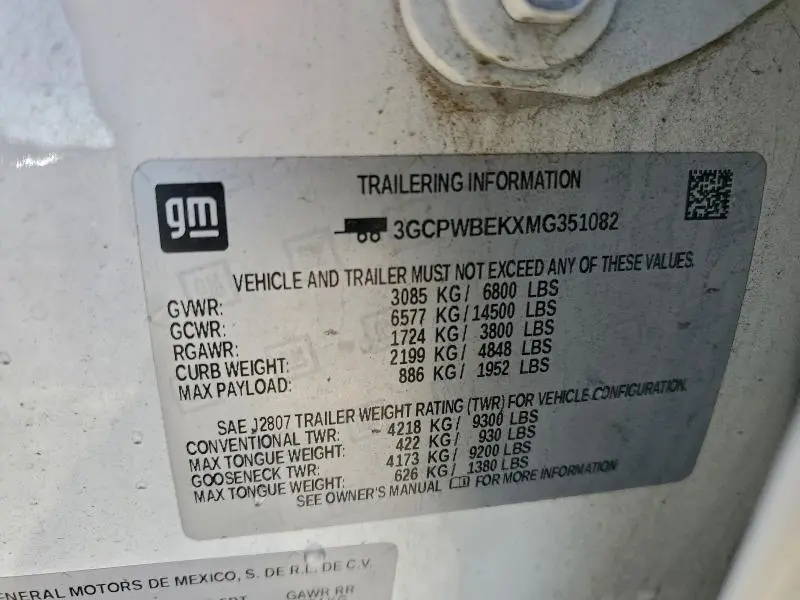 gm
TRAILERING INFORMATION
3GCPWBEKXMG351082
VEHICLE AND TRAILER MUST NOT EXCEED ANY OF THESE VALUES.
GVWR: 3085 KG/ 6800 LBS
GCWR: 6577 KG/14500 LBS
RGAWR: 1724 KG/ 3800 LBS
CURB WEIGHT: 2199 KG/ 4848 LBS
MAX PAYLOAD: 886 KG/ 1952 LBS
SAE J2807 TRAILER WEIGHT RATING (TWR) FOR VEHICLE CONFIGURATION.
CONVENTIONAL TWR: 4218 KG/ 9300 LBS
MAX TONGUE WEIGHT: 422 KG/ 930 LBS
GOOSENECK TWR: 4173 KG/ 9200 LBS
MAX TONGUE WEIGHT: 626 KG/ 1380 LBS
SEE OWNER'S MANUAL FOR MORE INFORMATION
ENERAL MOTORS DE MEXICO, S. DE R.L. DE C.V.
GAWR RR